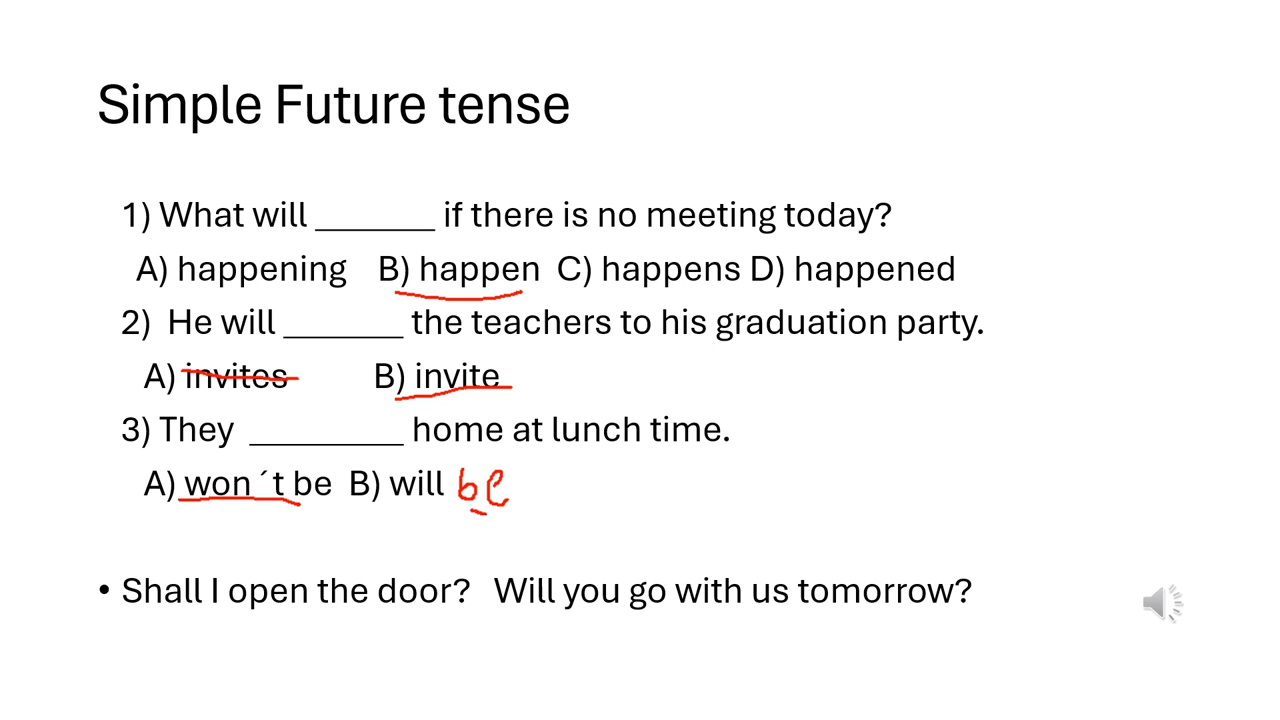 Simple Future tense
1) What will _______ if there is no meeting today?
A) happening B) happen C) happens D) happened
2) He will _______ the teachers to his graduation party.
A) invites B) invite
3) They _________ home at lunch time.
A) won´t be B) will be
• Shall I open the door? Will you go with us tomorrow?